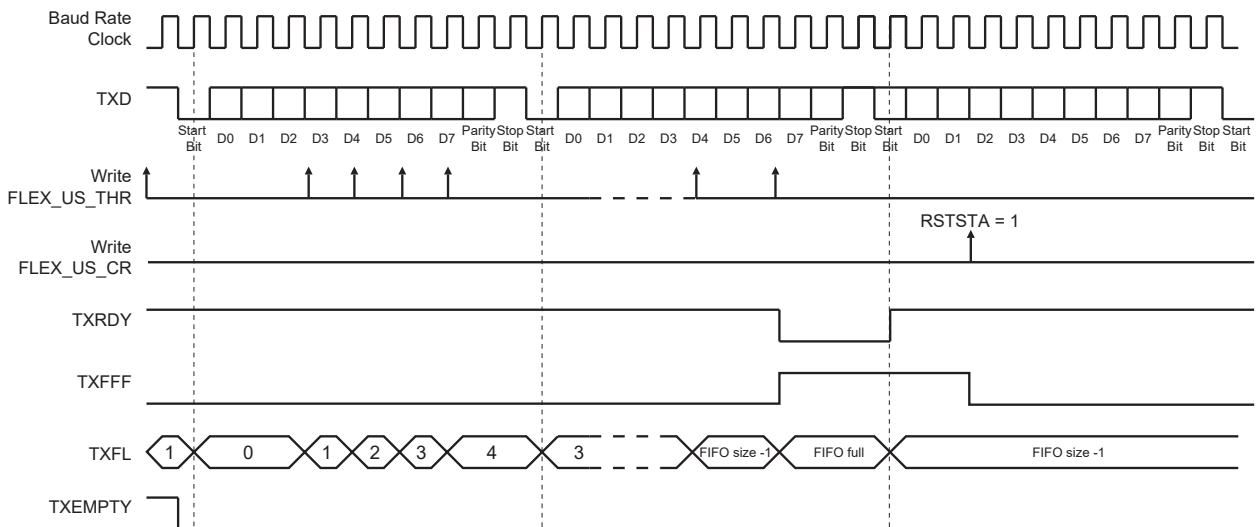 Baud Rate
Clock
TXD
Start
Bit
D0
D1
D2
D3
D4
D5
D6
D7
Parity
Bit
Stop
Bit
Start
Bit
D0
D1
D2
D3
D4
D5
D6
D7
Parity
Bit
Stop
Bit
Start
Bit
D0
D1
D2
D3
D4
D5
D6
D7
Parity
Bit
Stop
Bit
Start
Bit
Write
FLEX_US_THR
RSTSTA = 1
Write
FLEX_US_CR
TXRDY
TXFFF
TXFL
1
0
1
2
3
4
3
FIFO size -1
FIFO full
FIFO size -1
TXEMPTY